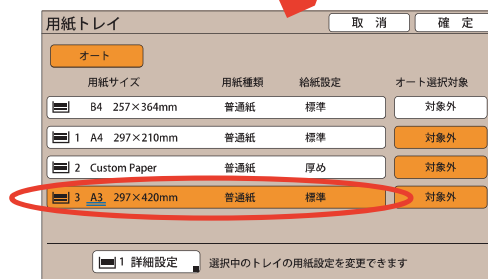 用紙トレイ 取 消 確 定
オート
用紙サイズ 用紙種類 給紙設定 オート選択対象
B4 257×364mm 普通紙 標準 対象外
1 A4 297×210mm 普通紙 標準 対象外
2 Custom Paper 普通紙 厚め 対象外
3 A3 297×420mm 普通紙 標準 対象外
1 詳細設定 選択中のトレイの用紙設定を変更できます